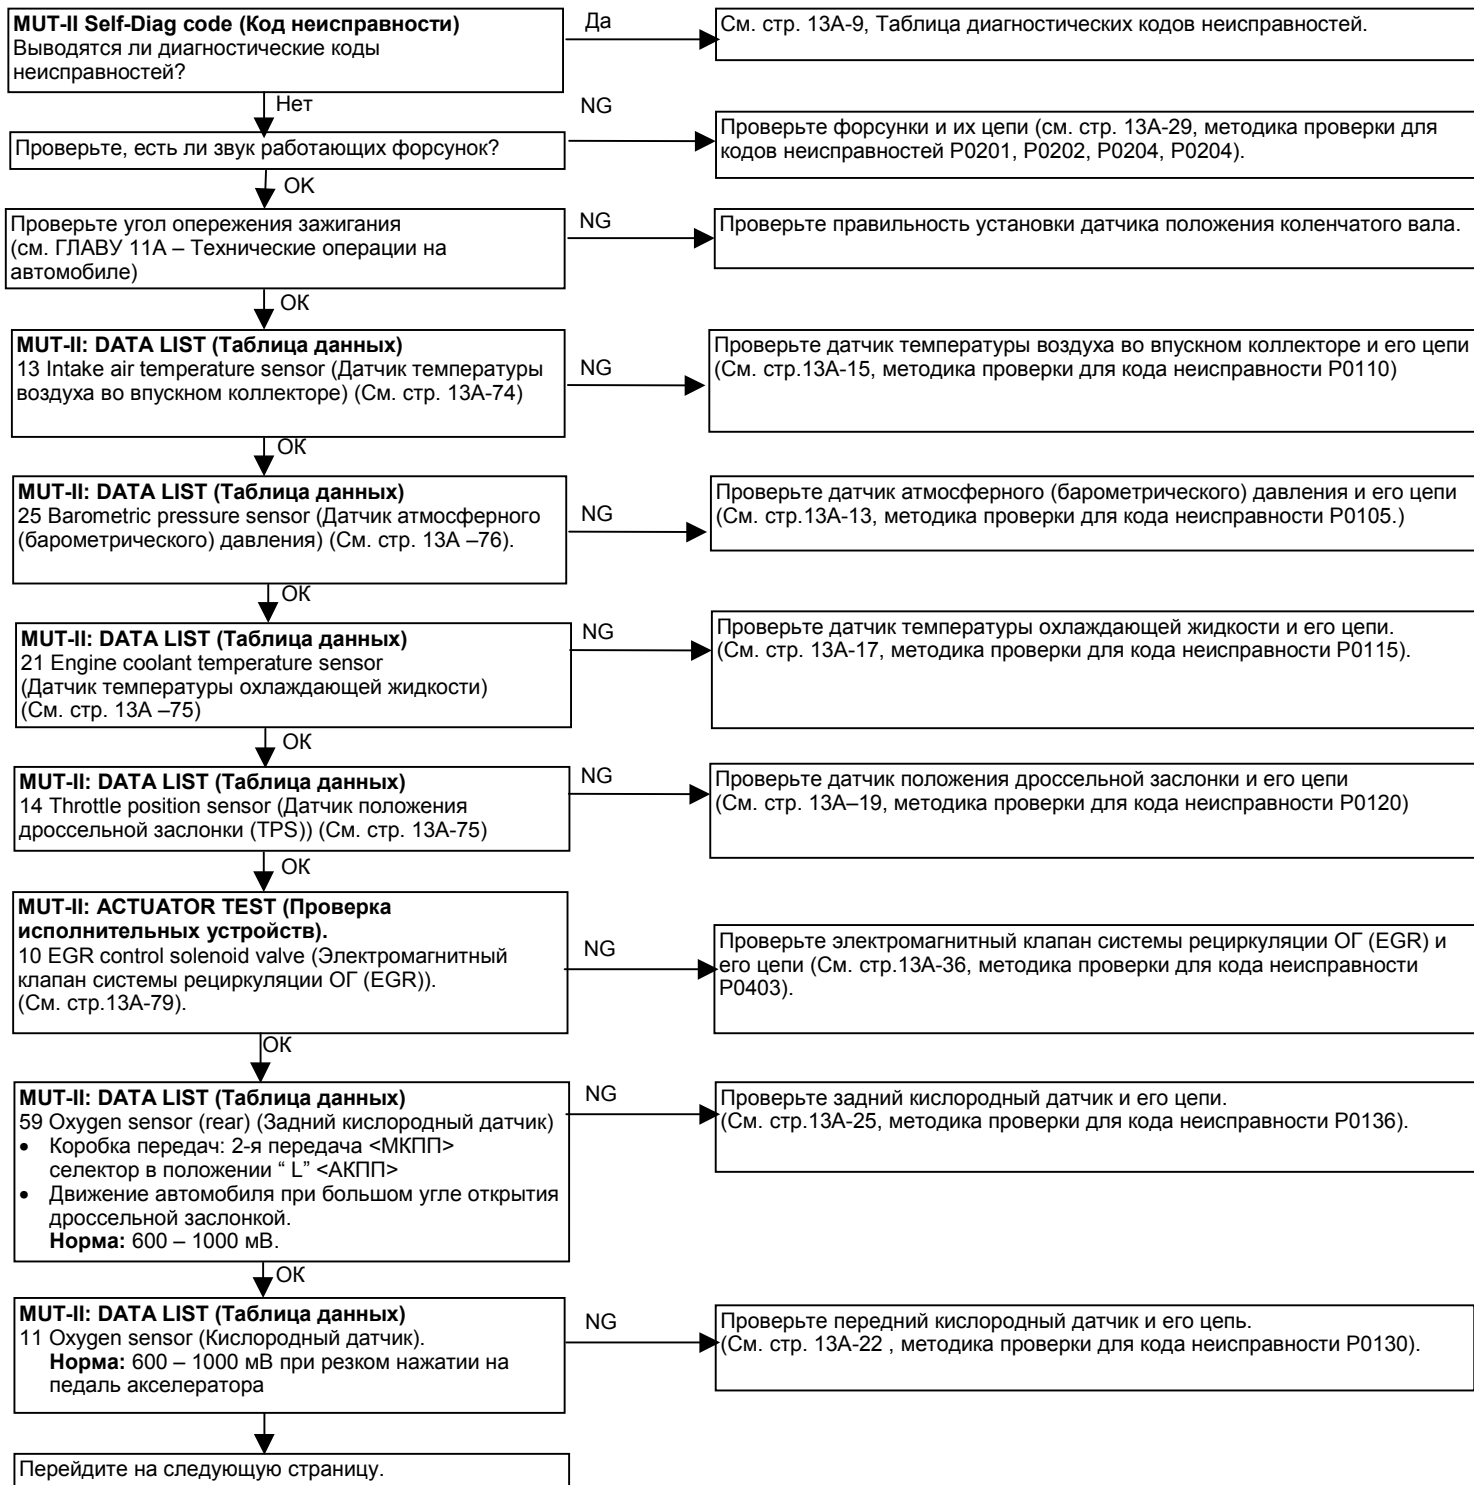 MUT-II Self-Diag code (Код неисправности)
Выводятся ли диагностические коды
неисправностей?
Да
См. стр. 13А-9, Таблица диагностических кодов неисправностей.
Нет
NG
Проверьте, есть ли звук работающих форсунок?
Проверьте форсунки и их цепи (см. стр. 13А-29, методика проверки для
кодов неисправностей Р0201, Р0202, Р0204, Р0204).
OK
Проверьте угол опережения зажигания
(см. ГЛАВУ 11А – Технические операции на
автомобиле)
NG
Проверьте правильность установки датчика положения коленчатого вала.
OK
MUT-II: DATA LIST (Таблица данных)
13 Intake air temperature sensor (Датчик температуры
воздуха во впускном коллекторе) (См. стр. 13А-74)
NG
Проверьте датчик температуры воздуха во впускном коллекторе и его цепи
(См. стр.13А-15, методика проверки для кода неисправности Р0110)
OK
MUT-II: DATA LIST (Таблица данных)
25 Barometric pressure sensor (Датчик атмосферного
(барометрического) давления) (См. стр. 13А –76).
NG
Проверьте датчик атмосферного (барометрического) давления и его цепи
(См. стр.13А-13, методика проверки для кода неисправности Р0105.)
OK
MUT-II: DATA LIST (Таблица данных)
21 Engine coolant temperature sensor
(Датчик температуры охлаждающей жидкости)
(См. стр. 13А –75)
NG
Проверьте датчик температуры охлаждающей жидкости и его цепи.
(См. стр. 13А-17, методика проверки для кода неисправности Р0115).
OK
MUT-II: DATA LIST (Таблица данных)
14 Throttle position sensor (Датчик положения
дроссельной заслонки (TPS)) (См. стр. 13А-75)
NG
Проверьте датчик положения дроссельной заслонки и его цепи
(См. стр. 13А–19, методика проверки для кода неисправности Р0120)
OK
MUT-II: ACTUATOR TEST (Проверка
исполнительных устройств).
10 EGR control solenoid valve (Электромагнитный
клапан системы рециркуляции ОГ (EGR)).
(См. стр.13А-79).
NG
Проверьте электромагнитный клапан системы рециркуляции ОГ (EGR) и
его цепи (См. стр.13А-36, методика проверки для кода неисправности
Р0403).
OK
MUT-II: DATA LIST (Таблица данных)
59 Oxygen sensor (rear) (Задний кислородный датчик)
• Коробка передач: 2-я передача <МКПП>
селектор в положении “ L” <АКПП>
• Движение автомобиля при большом угле открытия
дроссельной заслонкой.
Норма: 600 – 1000 мВ.
NG
Проверьте задний кислородный датчик и его цепи.
(См. стр.13А-25, методика проверки для кода неисправности Р0136).
OK
MUT-II: DATA LIST (Таблица данных)
11 Oxygen sensor (Кислородный датчик).
Норма: 600 – 1000 мВ при резком нажатии на
педаль акселератора
NG
Проверьте передний кислородный датчик и его цепь.
(См. стр. 13А-22 , методика проверки для кода неисправности Р0130).
Перейдите на следующую страницу.